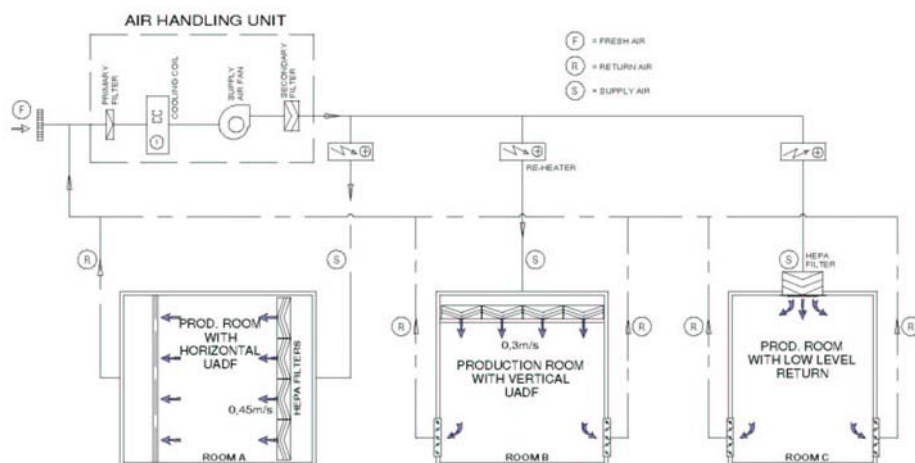 AIR HANDLING UNIT
F = FRESH AIR
R = RETURN AIR
S = SUPPLY AIR
PRIMARY
FILTER
CC
COOLING COIL
SUPPLY
AIR FAN
SECONDARY
FILTER
F
RE-HEATER
R
S
S
S
HEPA
FILTER
R
R
R
R
PROD. ROOM
WITH
HORIZONTAL
UADF
HEPA FILTERS
0,45m/s
ROOM A
0,3m/s
PRODUCTION ROOM
WITH VERTICAL
UADF
ROOM B
PROD. ROOM
WITH LOW LEVEL
RETURN
ROOM C